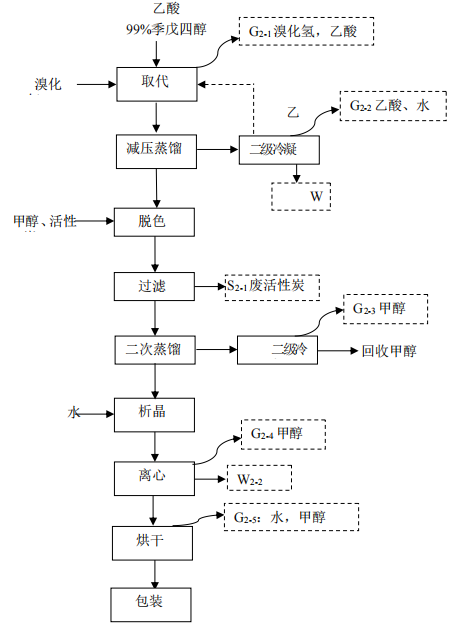 乙酸
99%季戊四醇
G2-1溴化氢，乙酸
溴化
取代
乙
G2-2乙酸、水
减压蒸馏
二级冷凝
W
甲醇、活性
脱色
过滤
S2-1废活性炭
G2-3甲醇
二次蒸馏
二级冷
回收甲醇
水
析晶
G2-4甲醇
离心
W2-2
G2-5：水，甲醇
烘干
包装